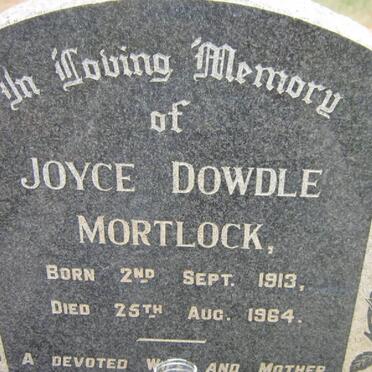 In Loving Memory
of
JOYCE DOWDLE
MORTLOCK,
BORN 2ND SEPT. 1913,
DIED 25TH AUG. 1964.
A DEVOTED AND MOTHER